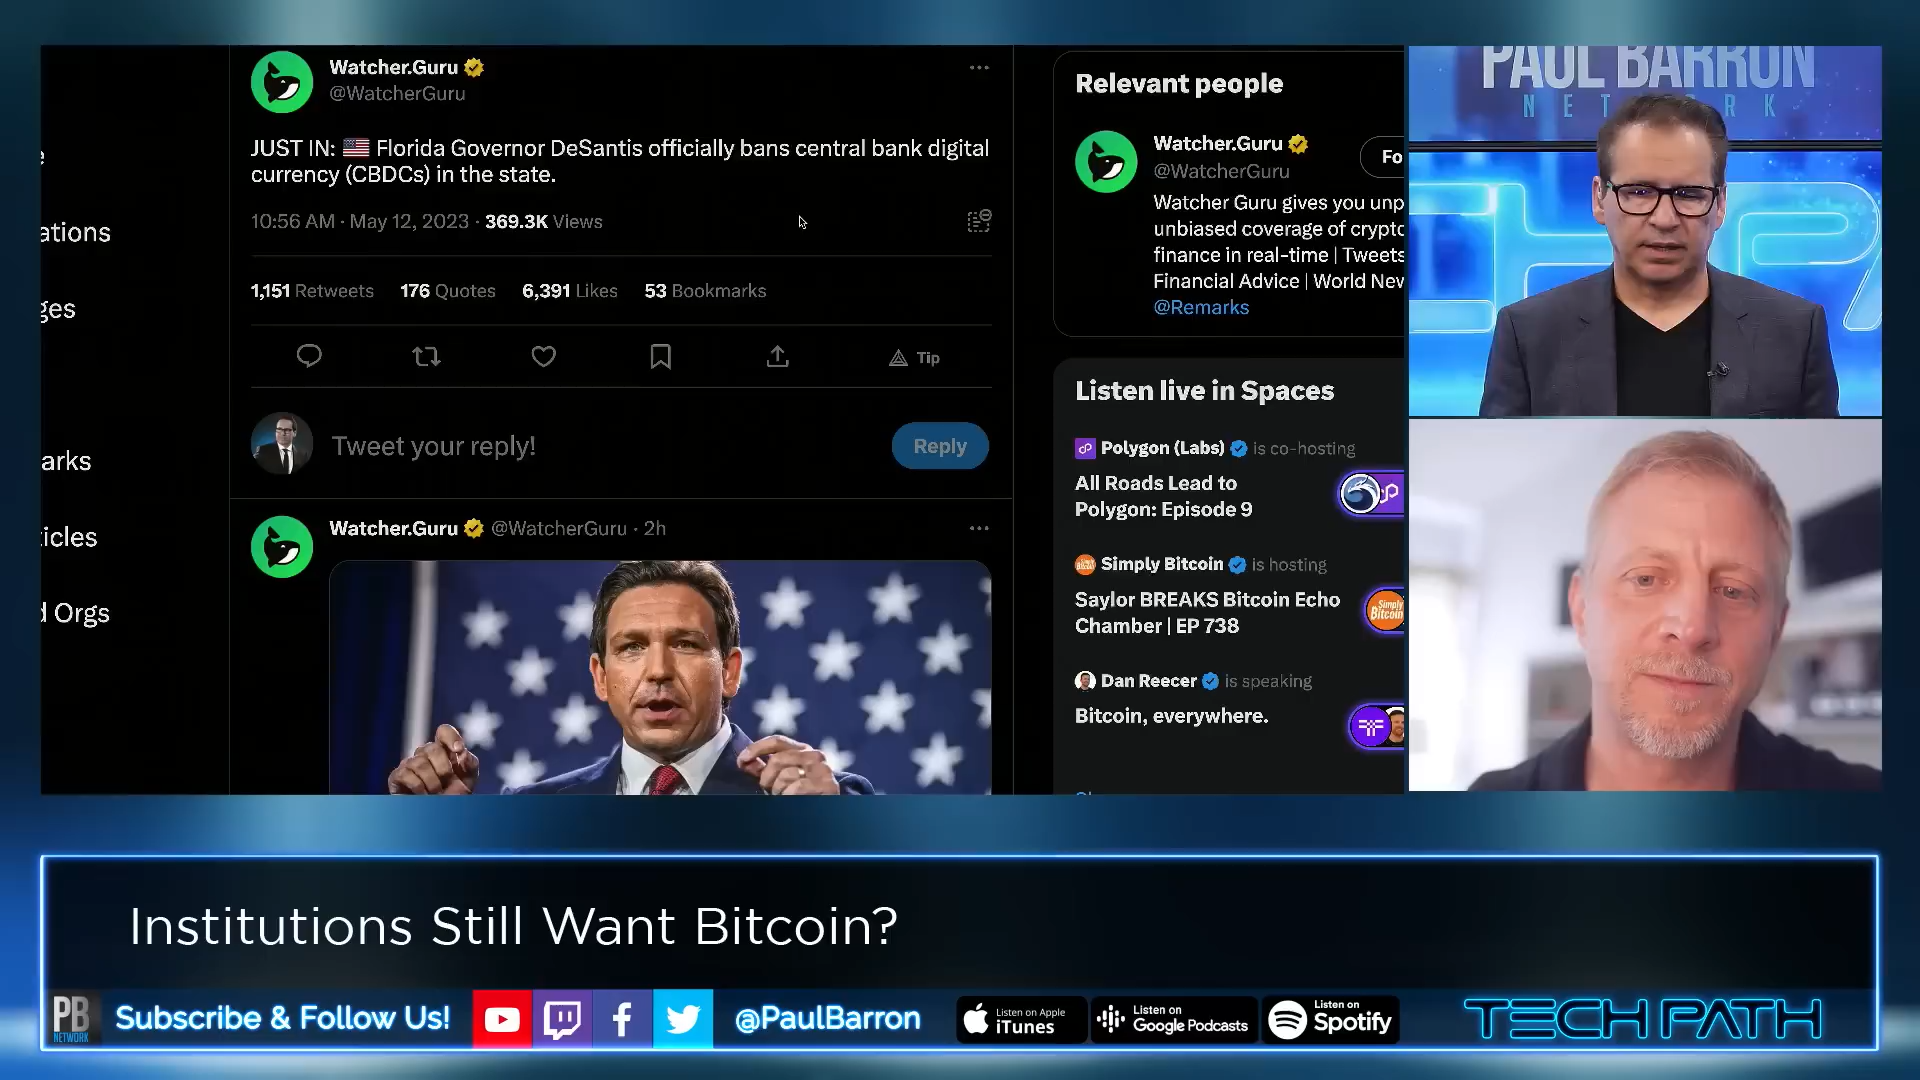 Watcher.Guru
@WatcherGuru
JUST IN: 🇺🇸 Florida Governor DeSantis officially bans central bank digital
currency (CBDCs) in the state.
10:56 AM · May 12, 2023 · 369.3K Views
1,151 Retweets 176 Quotes 6,391 Likes 53 Bookmarks
Tip
Tweet your reply!
Reply
Watcher.Guru @WatcherGuru · 2h
ations
ges
arks
icles
d Orgs
Relevant people
Watcher.Guru
@WatcherGuru
Fo
Watcher Guru gives you unp
unbiased coverage of crypto
finance in real-time | Tweets
Financial Advice | World New
@Remarks
Listen live in Spaces
Polygon (Labs) is co-hosting
All Roads Lead to
Polygon: Episode 9
Simply Bitcoin is hosting
Saylor BREAKS Bitcoin Echo
Chamber | EP 738
Simply
Bitcoin
Dan Reecer is speaking
Bitcoin, everywhere.
PAUL BARRON
NETWORK
Institutions Still Want Bitcoin?
PB
NETWORK
Subscribe & Follow Us!
@PaulBarron
Listen on Apple
iTunes
Listen on
Google Podcasts
Listen on
Spotify
TECH PATH